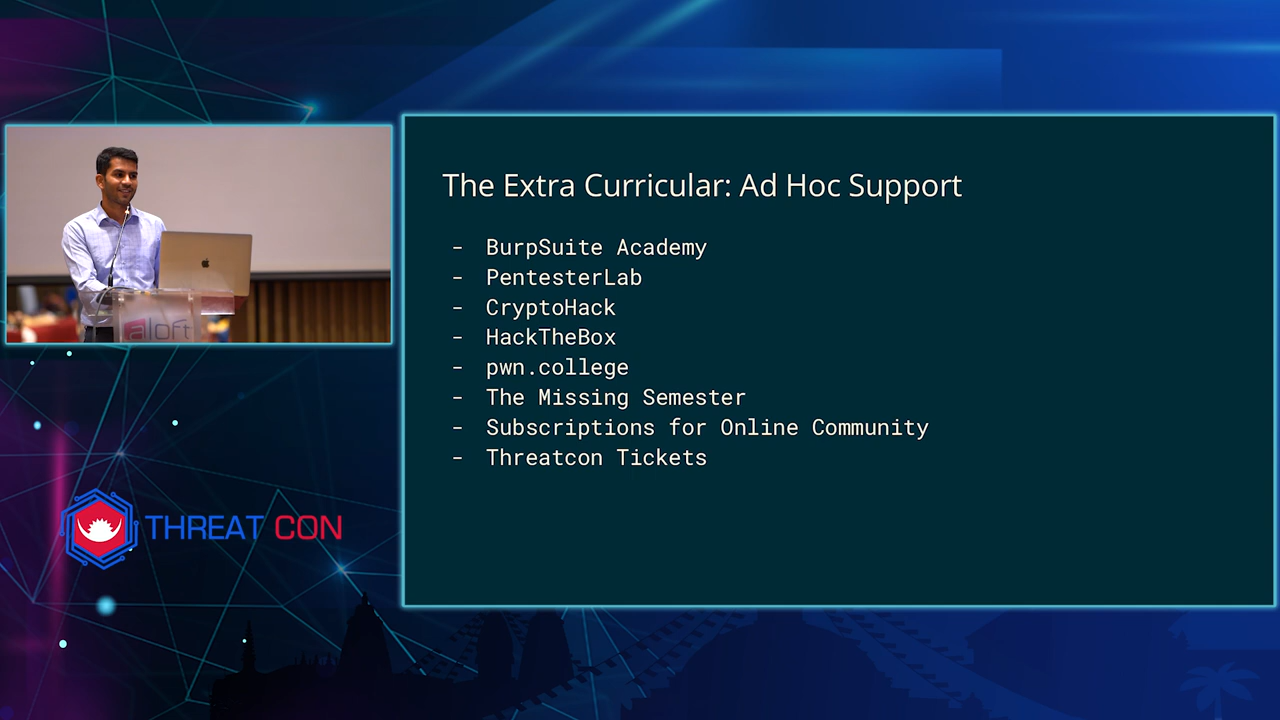 The Extra Curricular: Ad Hoc Support
- BurpSuite Academy
- PentesterLab
- CryptoHack
- HackTheBox
- pwn.college
- The Missing Semester
- Subscriptions for Online Community
- Threatcon Tickets
aloft
THREAT CON